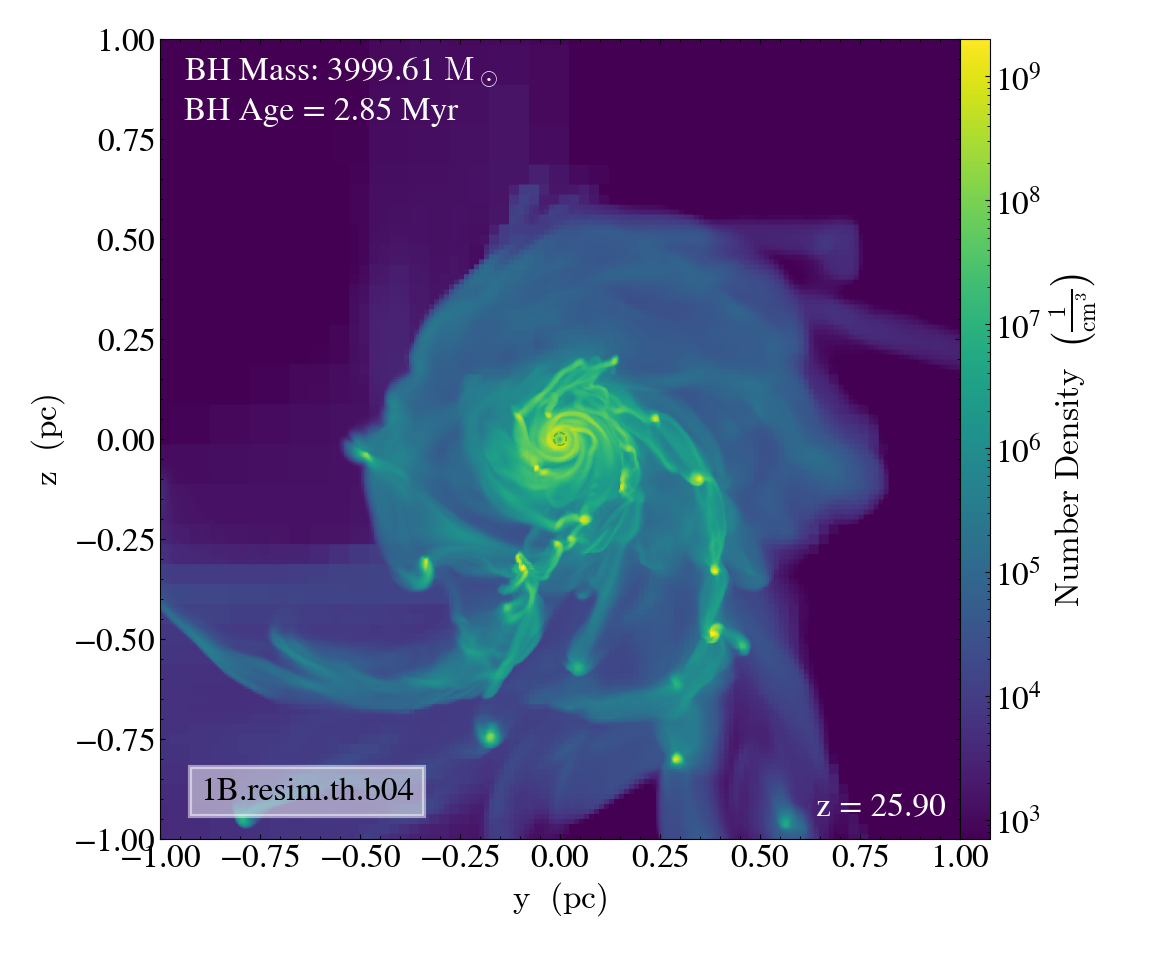 BH Mass: 3999.61 M⊙
BH Age = 2.85 Myr
1.00
0.75
0.50
0.25
0.00
−0.25
−0.50
−0.75
−1.00
z (pc)
1B.resim.th.b04
z = 25.90
−1.00 −0.75 −0.50 −0.25 0.00 0.25 0.50 0.75 1.00
y (pc)
10⁹
10⁸
10⁷
10⁶
10⁵
10⁴
10³
Number Density (1/cm³)